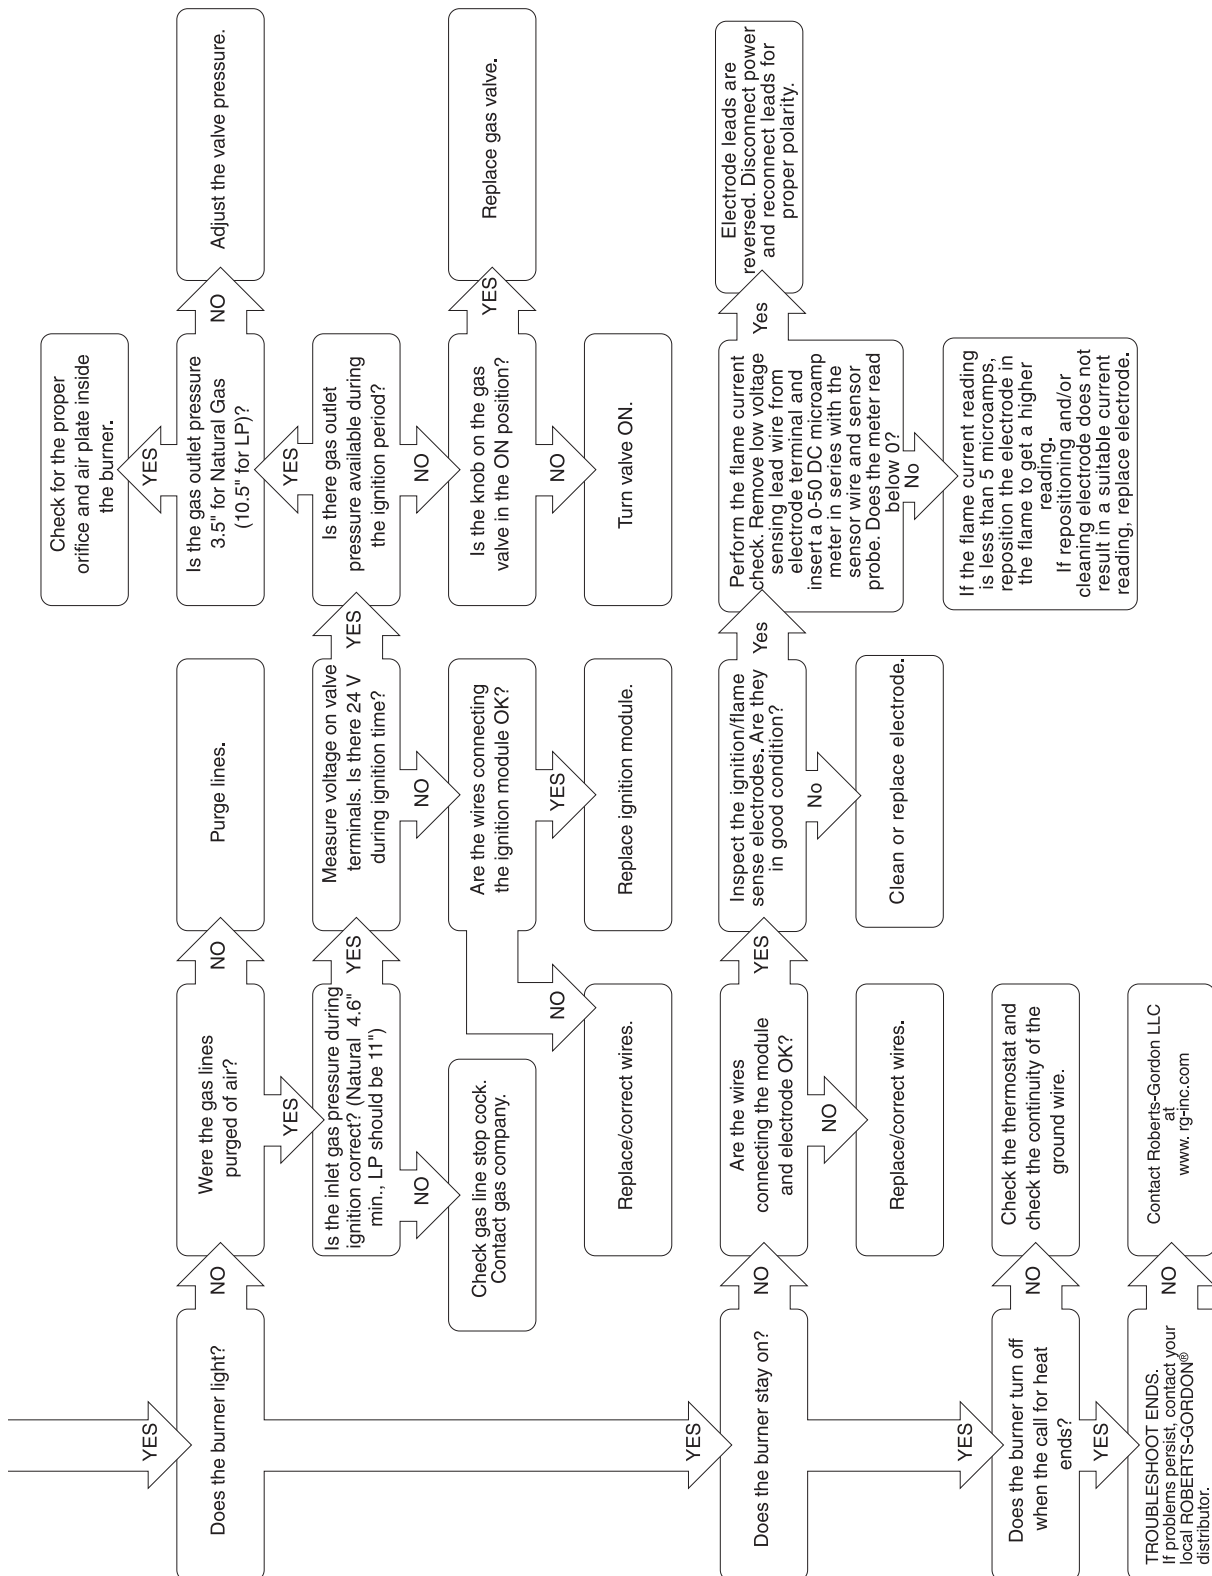 YES
Does the burner light?
NO
Were the gas lines
purged of air?
NO
Purge lines.
YES
Is the inlet gas pressure during
ignition correct? (Natural 4.6"
min., LP should be 11")
NO
Check gas line stop cock.
Contact gas company.
YES
Measure voltage on valve
terminals. Is there 24 V
during ignition time?
NO
Are the wires connecting
the ignition module OK?
NO
Replace/correct wires.
YES
Replace ignition module.
YES
Is there gas outlet
pressure available during
the ignition period?
YES
Is the gas outlet pressure
3.5" for Natural Gas
(10.5" for LP)?
YES
Check for the proper
orifice and air plate inside
the burner.
NO
Adjust the valve pressure.
NO
Is the knob on the gas
valve in the ON position?
YES
Replace gas valve.
NO
Turn valve ON.
YES
Does the burner stay on?
NO
Are the wires
connecting the module
and electrode OK?
NO
Replace/correct wires.
YES
Inspect the ignition/flame
sense electrodes. Are they
in good condition?
No
Clean or replace electrode.
Yes
Perform the flame current
check. Remove low voltage
sensing lead wire from
electrode terminal and
insert a 0-50 DC microamp
meter in series with the
sensor wire and sensor
probe. Does the meter read
below 0?
Yes
Electrode leads are
reversed. Disconnect power
and reconnect leads for
proper polarity.
No
If the flame current reading
is less than 5 microamps,
reposition the electrode in
the flame to get a higher
reading.
If repositioning and/or
cleaning electrode does not
result in a suitable current
reading, replace electrode.
YES
Does the burner turn off
when the call for heat
ends?
NO
Check the thermostat and
check the continuity of the
ground wire.
YES
TROUBLESHOOT ENDS.
If problems persist, contact your
local ROBERTS-GORDON®
distributor.
NO
Contact Roberts-Gordon LLC
at
www. rg-inc.com